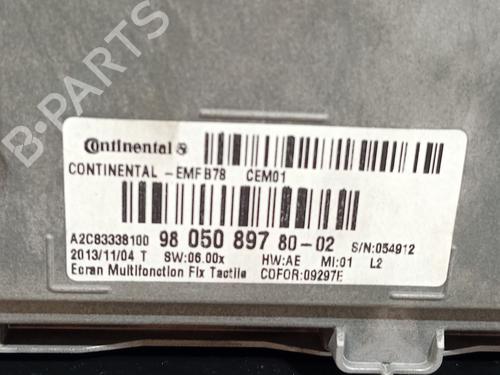 B-PARTS
Continental
CONTINENTAL -EMFB78 CEM01
A2C83338100 98 050 897 80-02 S/N:054912
2013/11/04 T SW:06.00x HW:AE MI:01 L2
Ecran Multifonction Fix Tactile COFOR:09297E